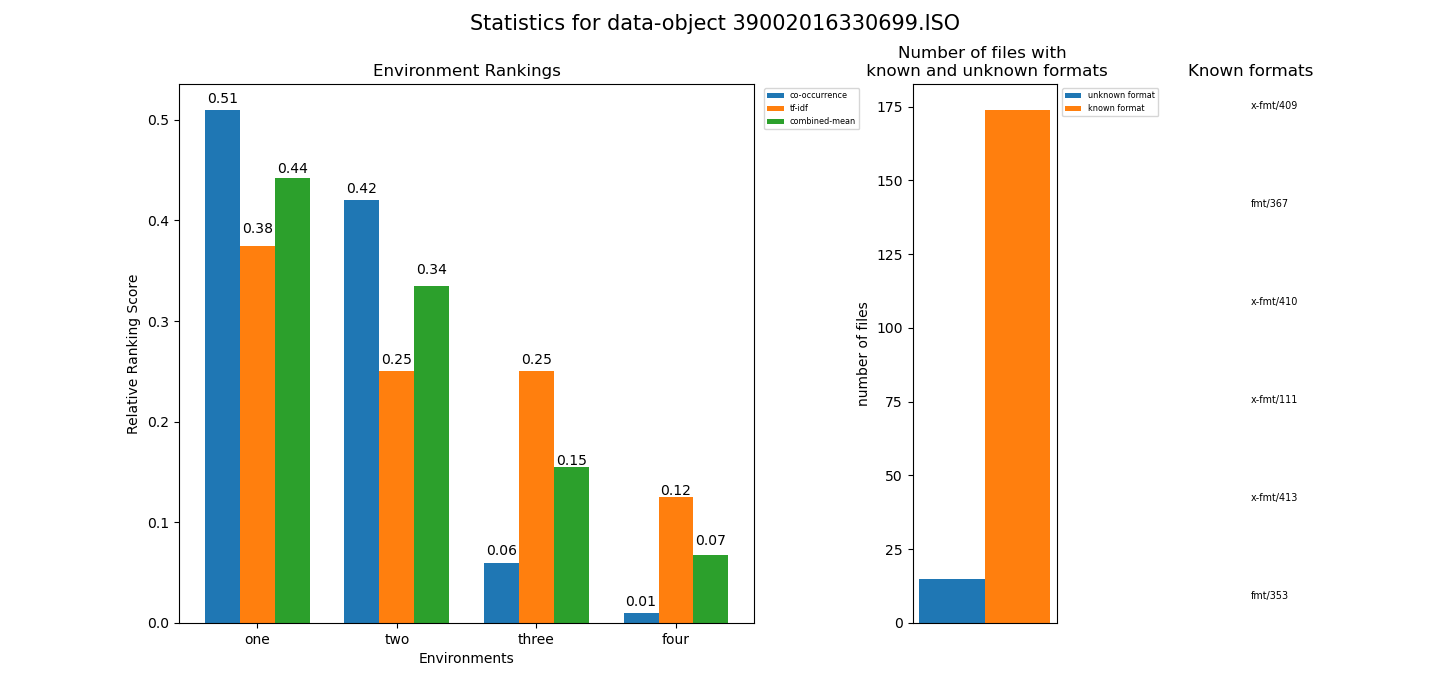 Statistics for data-object 39002016330699.ISO
Environment Rankings
Relative Ranking Score
0.5
0.4
0.3
0.2
0.1
0.0
0.51
0.38
0.44
0.42
0.25
0.34
0.06
0.25
0.15
0.01
0.12
0.07
one two three four
Environments
co-occurrence
tf-idf
combined-mean
Number of files with
known and unknown formats
number of files
175
150
125
100
75
50
25
0
unknown format
known format
Known formats
x-fmt/409
fmt/367
x-fmt/410
x-fmt/111
x-fmt/413
fmt/353